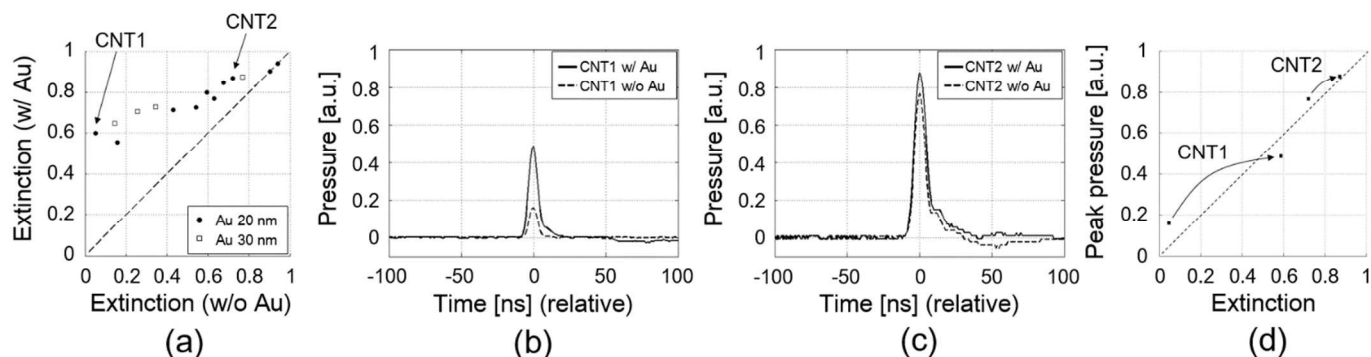 CNT1
CNT2
Extinction (w/ Au)
1
0.8
0.6
0.4
0.2
0
0 0.2 0.4 0.6 0.8 1
Au 20 nm
Au 30 nm
Extinction (w/o Au)
(a)
Pressure [a.u.]
1
0.8
0.6
0.4
0.2
0
CNT1 w/ Au
CNT1 w/o Au
-100 -50 0 50 100
Time [ns] (relative)
(b)
Pressure [a.u.]
1
0.8
0.6
0.4
0.2
0
CNT2 w/ Au
CNT2 w/o Au
-100 -50 0 50 100
Time [ns] (relative)
(c)
Peak pressure [a.u.]
1
0.8
0.6
0.4
0.2
0
CNT2
CNT1
0 0.2 0.4 0.6 0.8 1
Extinction
(d)